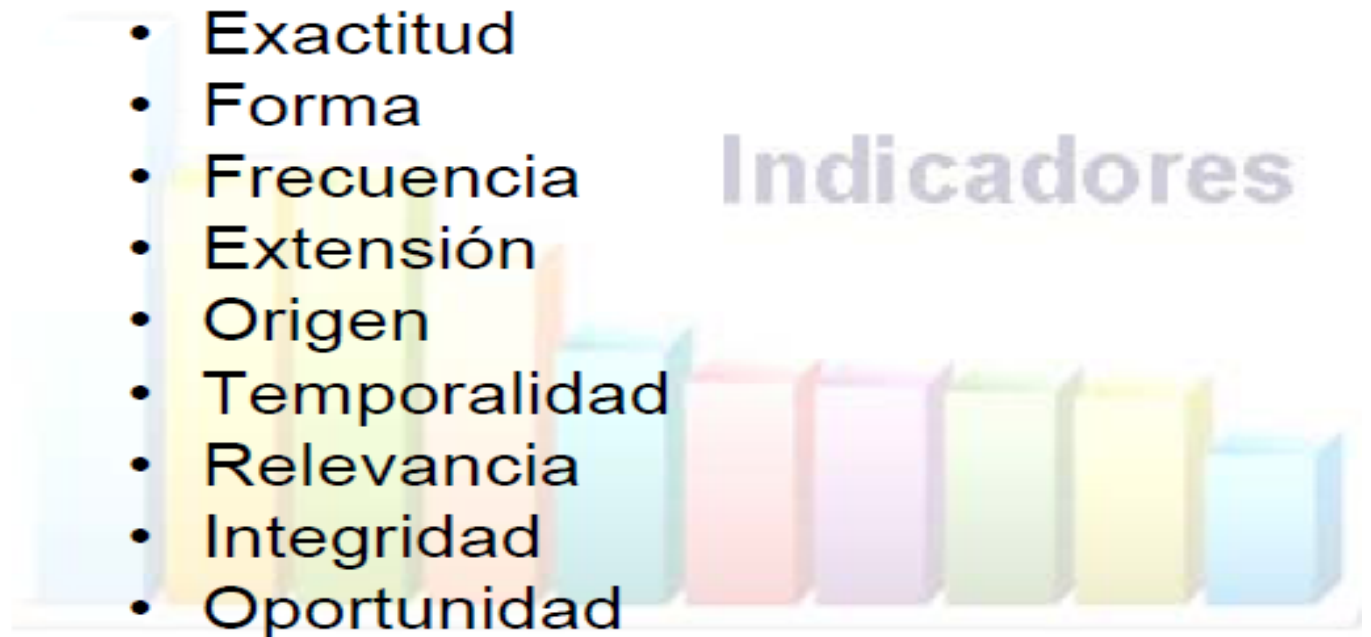 • Exactitud
• Forma
• Frecuencia
Indicadores
• Extensión
• Origen
• Temporalidad
• Relevancia
• Integridad
• Oportunidad